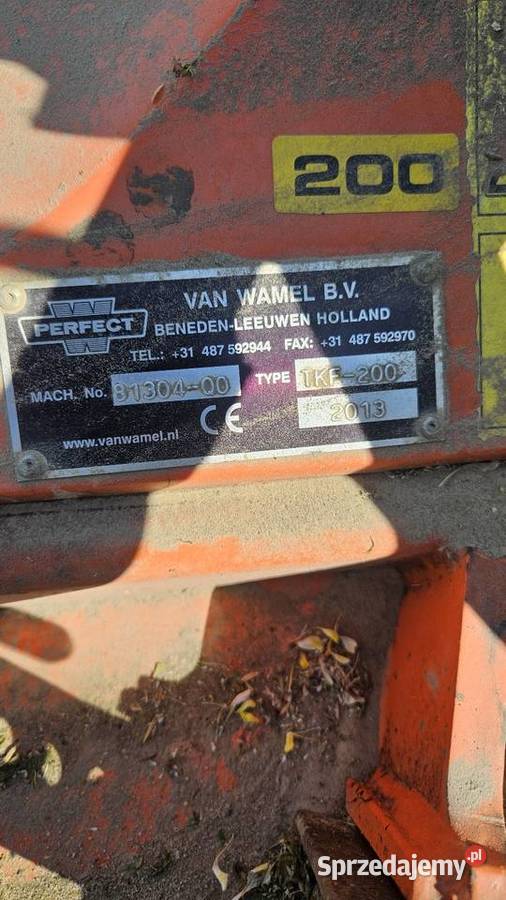 200
PERFECT
VAN WAMEL B.V.
BENEDEN-LEEUWEN HOLLAND
TEL.: +31 487 592944 FAX: +31 487 592970
MACH. No. 81304-00 TYPE TKF-200
CE 2013
www.vanwamel.nl
Sprzedajemy.pl